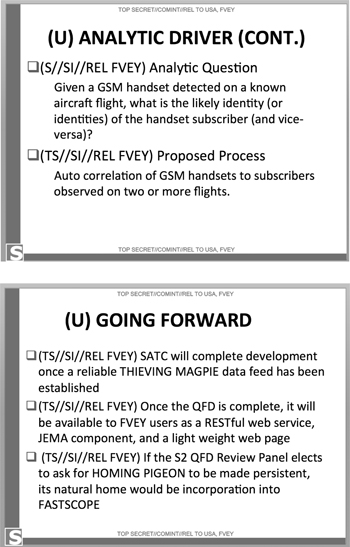 TOP SECRET//COMINT//REL TO USA, FVEY
(U) ANALYTIC DRIVER (CONT.)
❑(S//SI//REL FVEY) Analytic Question
Given a GSM handset detected on a known
aircraft flight, what is the likely identity (or
identities) of the handset subscriber (and vice-
versa)?
❑(TS//SI//REL FVEY) Proposed Process
Auto correlation of GSM handsets to subscribers
observed on two or more flights.
S
TOP SECRET//COMINT//REL TO USA, FVEY
TOP SECRET//COMINT//REL TO USA, FVEY
(U) GOING FORWARD
❑(TS//SI//REL FVEY) SATC will complete development
once a reliable THIEVING MAGPIE data feed has been
established
❑(TS//SI//REL FVEY) Once the QFD is complete, it will
be available to FVEY users as a RESTful web service,
JEMA component, and a light weight web page
❑ (TS//SI//REL FVEY) If the S2 QFD Review Panel elects
to ask for HOMING PIGEON to be made persistent,
its natural home would be incorporation into
FASTSCOPE
S
TOP SECRET//COMINT//REL TO USA, FVEY